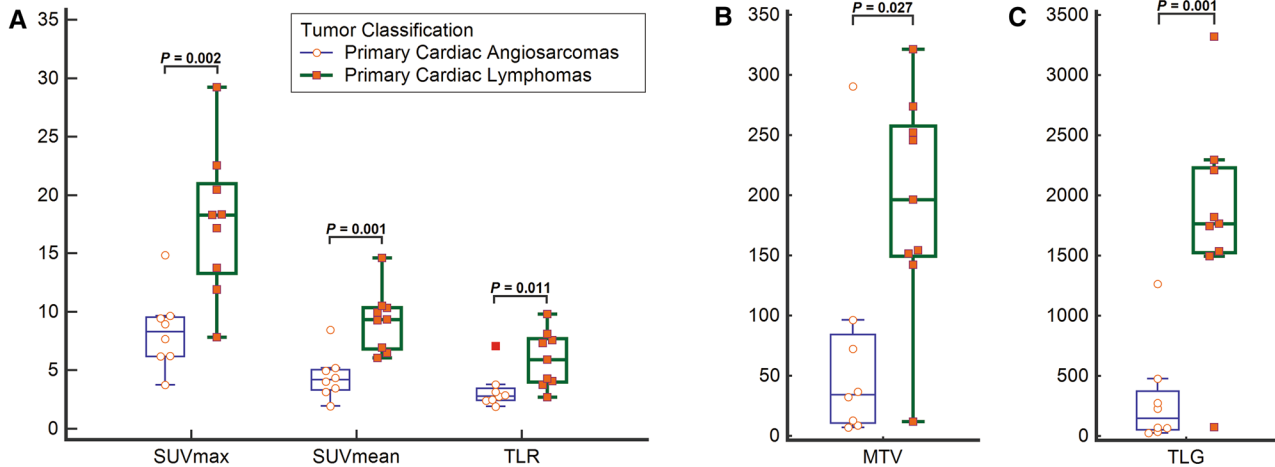 A
35
30
25
20
15
10
5
0
Tumor Classification
Primary Cardiac Angiosarcomas
Primary Cardiac Lymphomas
P = 0.002
P = 0.001
P = 0.011
SUVmax
SUVmean
TLR
B
350
300
250
200
150
100
50
0
P = 0.027
MTV
C
3500
3000
2500
2000
1500
1000
500
0
P = 0.001
TLG